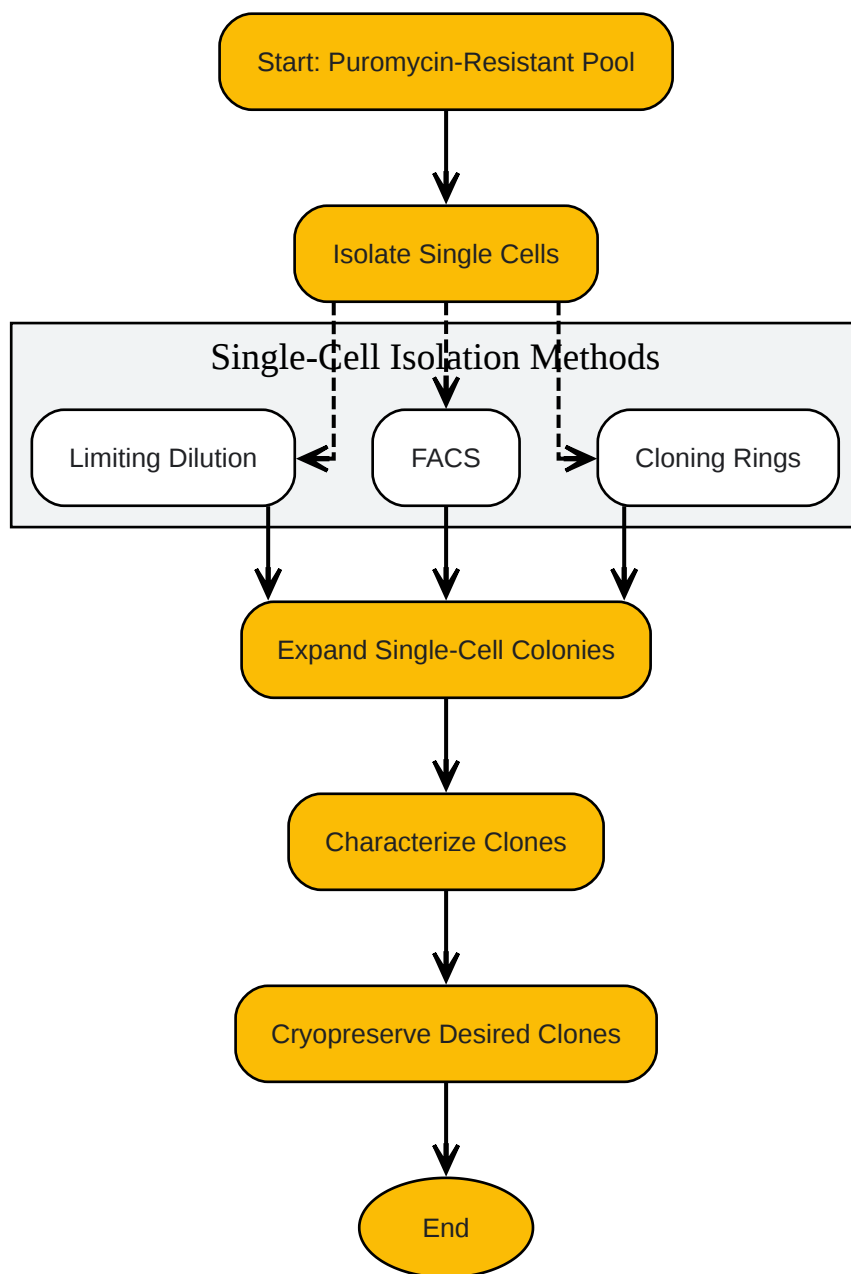 Start: Puromycin-Resistant Pool
Isolate Single Cells
Single-Cell Isolation Methods
Limiting Dilution
FACS
Cloning Rings
Expand Single-Cell Colonies
Characterize Clones
Cryopreserve Desired Clones
End